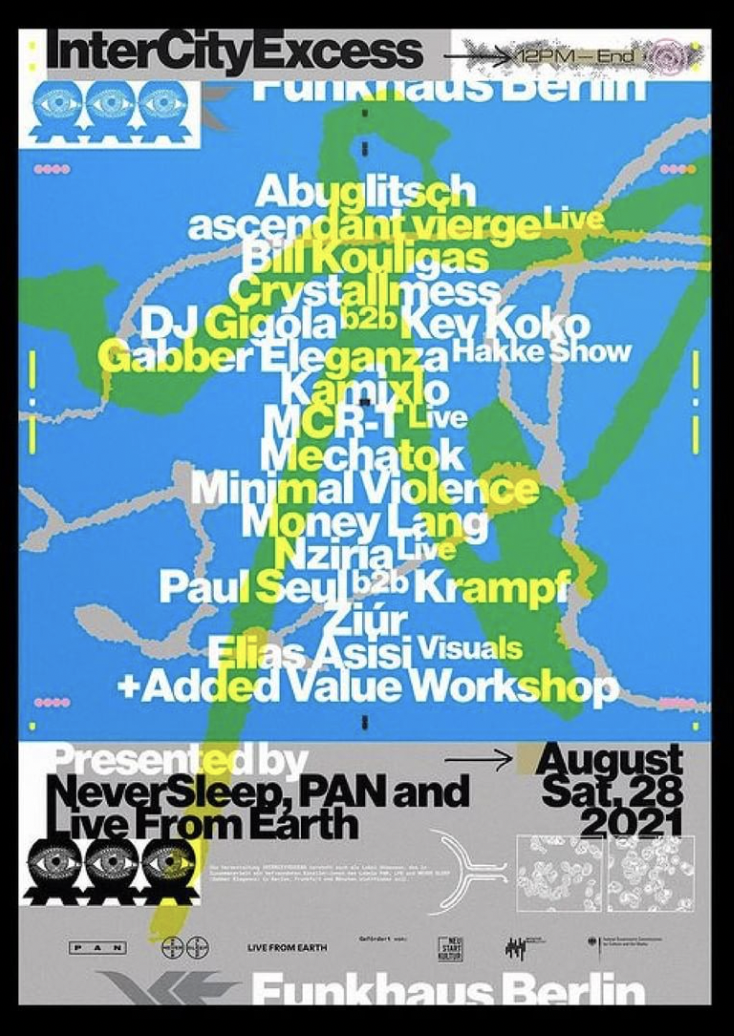 InterCityExcess
12PM—End
Funkhaus Berlin
Abuglitsch
ascendant vierge Live
Bill Kouligas
Crystallmess
DJ Gigola b2b Kev Koko
Gabber Eleganza Hakke Show
Kamixlo
MCR-T Live
Mechatok
Minimal Violence
Money Lang
Nziria Live
Paul Seul b2b Krampf
Ziúr
Elias Asisi Visuals
+Added Value Workshop
Presented by
NeverSleep, PAN and
Live From Earth
August
Sat, 28
2021
PAN
LIVE FROM EARTH
Gefördert von:
NEU
START
KULTUR
Funkhaus Berlin